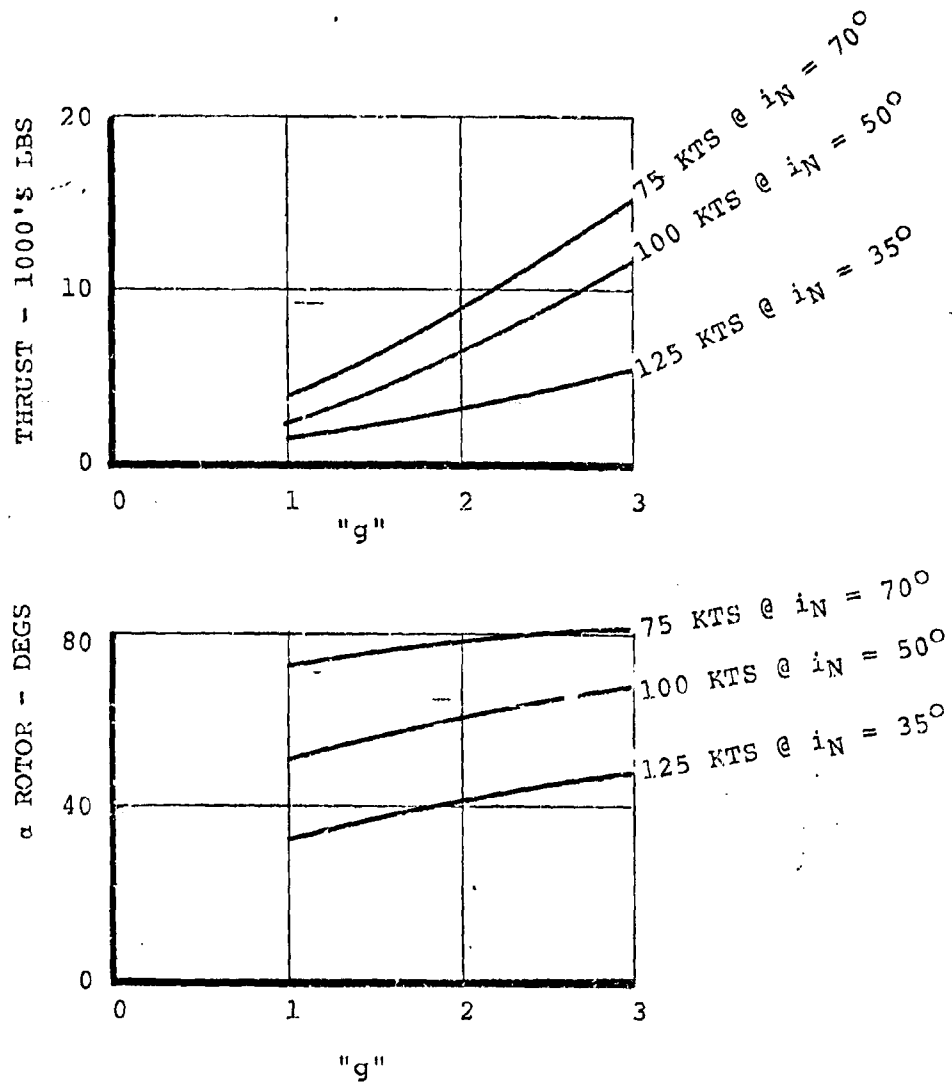 20
10
0
THRUST - 1000'S LBS
75 KTS @ iN = 70°
100 KTS @ iN = 50°
125 KTS @ iN = 35°
0 1 2 3
"g"
80
40
0
α ROTOR - DEGS
75 KTS @ iN = 70°
100 KTS @ iN = 50°
125 KTS @ iN = 35°
0 1 2 3
"g"